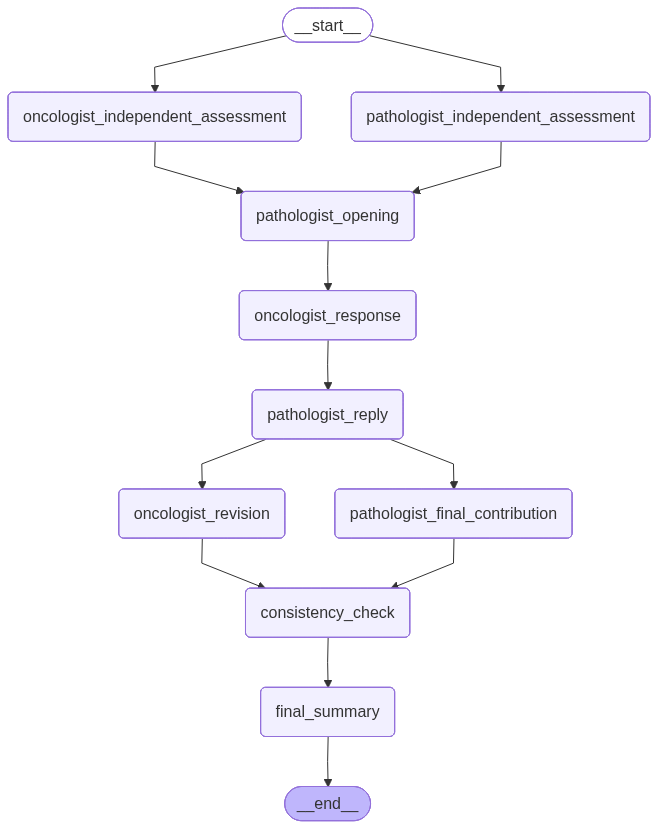 __start__
oncologist_independent_assessment
pathologist_independent_assessment
pathologist_opening
oncologist_response
pathologist_reply
oncologist_revision
pathologist_final_contribution
consistency_check
final_summary
__end__